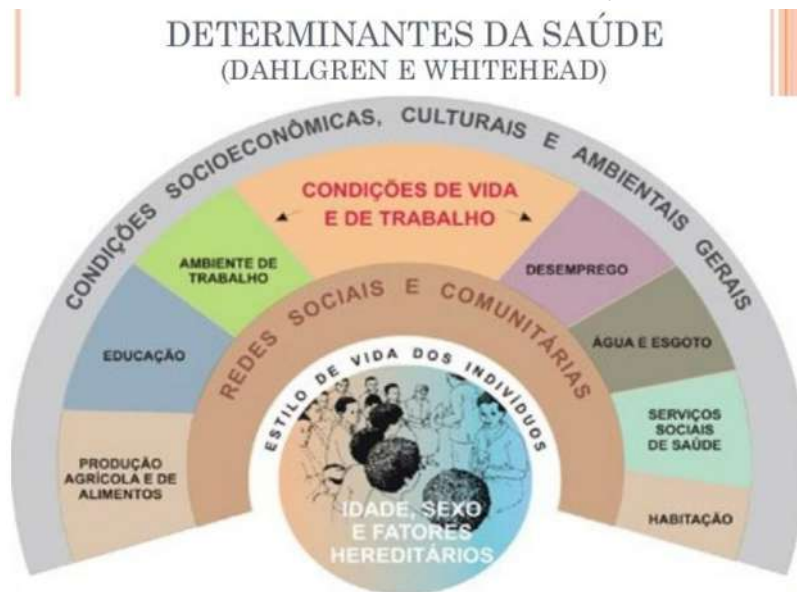 DETERMINANTES DA SAÚDE
(DAHLGREN E WHITEHEAD)
CONDIÇÕES SOCIOECONÔMICAS, CULTURAIS E AMBIENTAIS GERAIS
CONDIÇÕES DE VIDA
E DE TRABALHO
AMBIENTE DE
TRABALHO
DESEMPREGO
REDES SOCIAIS E COMUNITÁRIAS
EDUCAÇÃO
ÁGUA E ESGOTO
ESTILO DE VIDA DOS INDIVÍDUOS
SERVIÇOS
SOCIAIS
DE SAÚDE
PRODUÇÃO
AGRÍCOLA E DE
ALIMENTOS
HABITAÇÃO
IDADE, SEXO
E FATORES
HEREDITÁRIOS